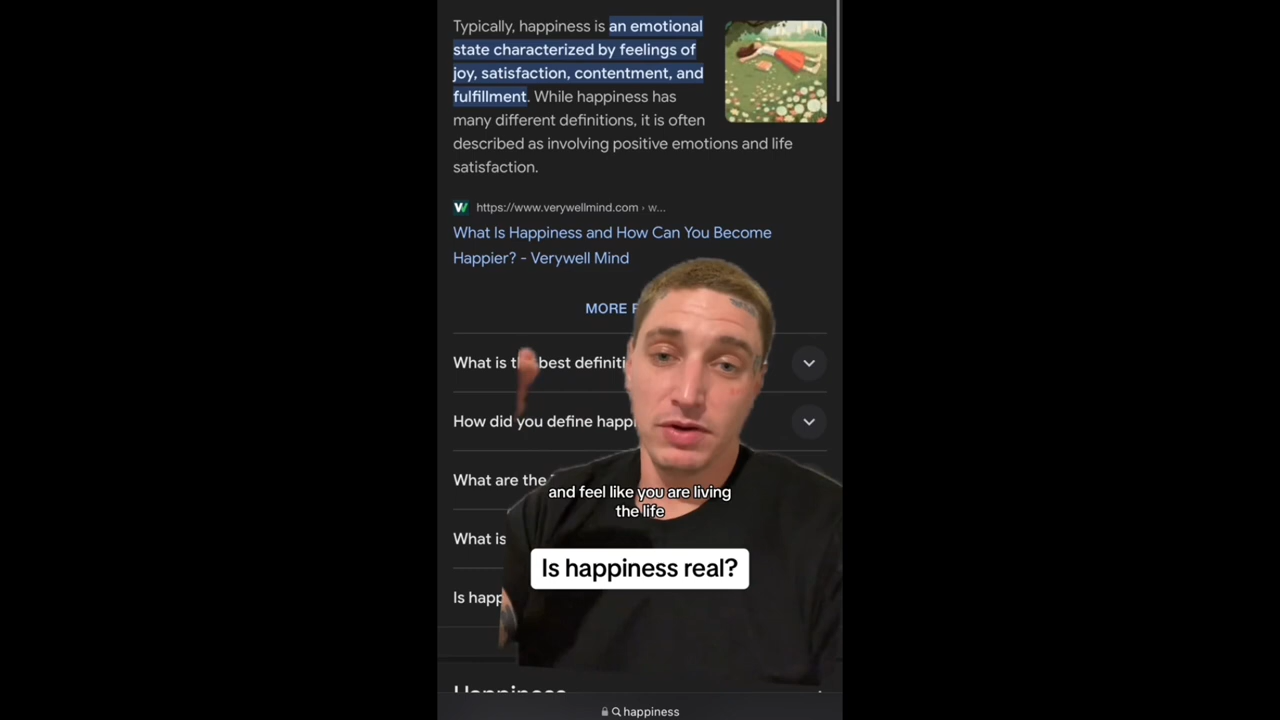 Typically, happiness is an emotional
state characterized by feelings of
joy, satisfaction, contentment, and
fulfillment. While happiness has
many different definitions, it is often
described as involving positive emotions and life
satisfaction.
https://www.verywellmind.com › w...
What Is Happiness and How Can You Become
Happier? - Verywell Mind
MORE
What is best
How did you define
What are the
What is
Is
and feel like you are living
the life
Is happiness real?
Happiness
happiness